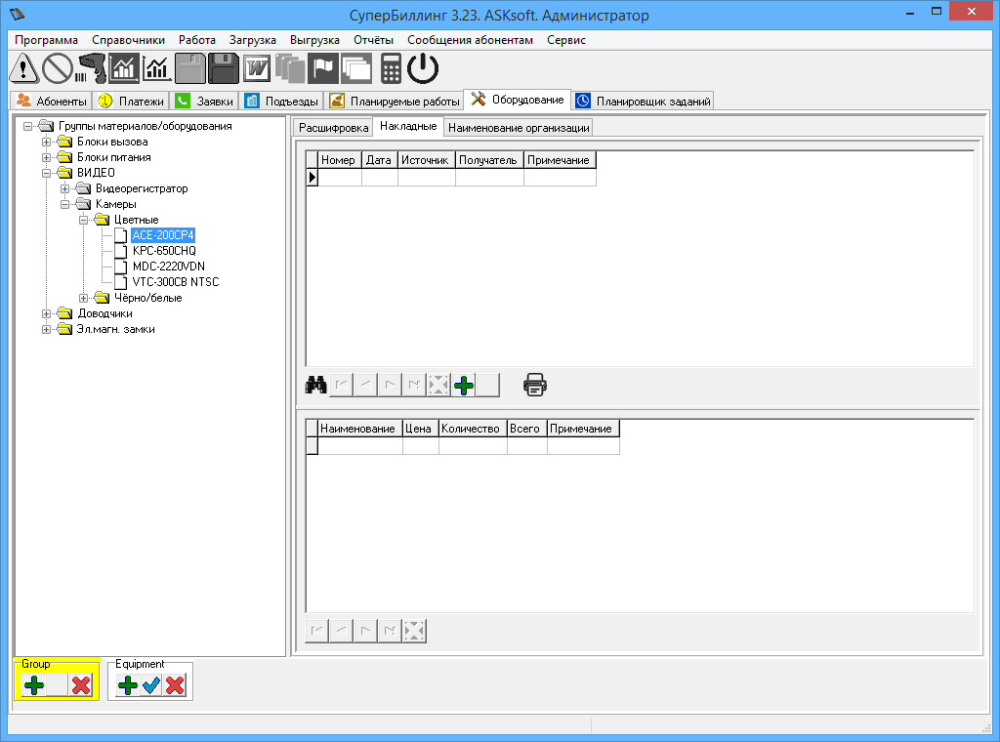 СуперБиллинг 3.23. ASKsoft. Администратор
Программа Справочники Работа Загрузка Выгрузка Отчёты Сообщения абонентам Сервис
Абоненты Платежи Заявки Подъезды Планируемые работы Оборудование Планировщик заданий
Группы материалов/оборудования
Блоки вызова
Блоки питания
ВИДЕО
Видеорегистратор
Камеры
Цветные
ACE-200CP4
KPC-650CHQ
MDC-2220VDN
VTC-300CB NTSC
Чёрно/белые
Доводчики
Эл.магн. замки
Расшифровка Накладные Наименование организации
Номер Дата Источник Получатель Примечание
Наименование Цена Количество Всего Примечание
Group Equipment